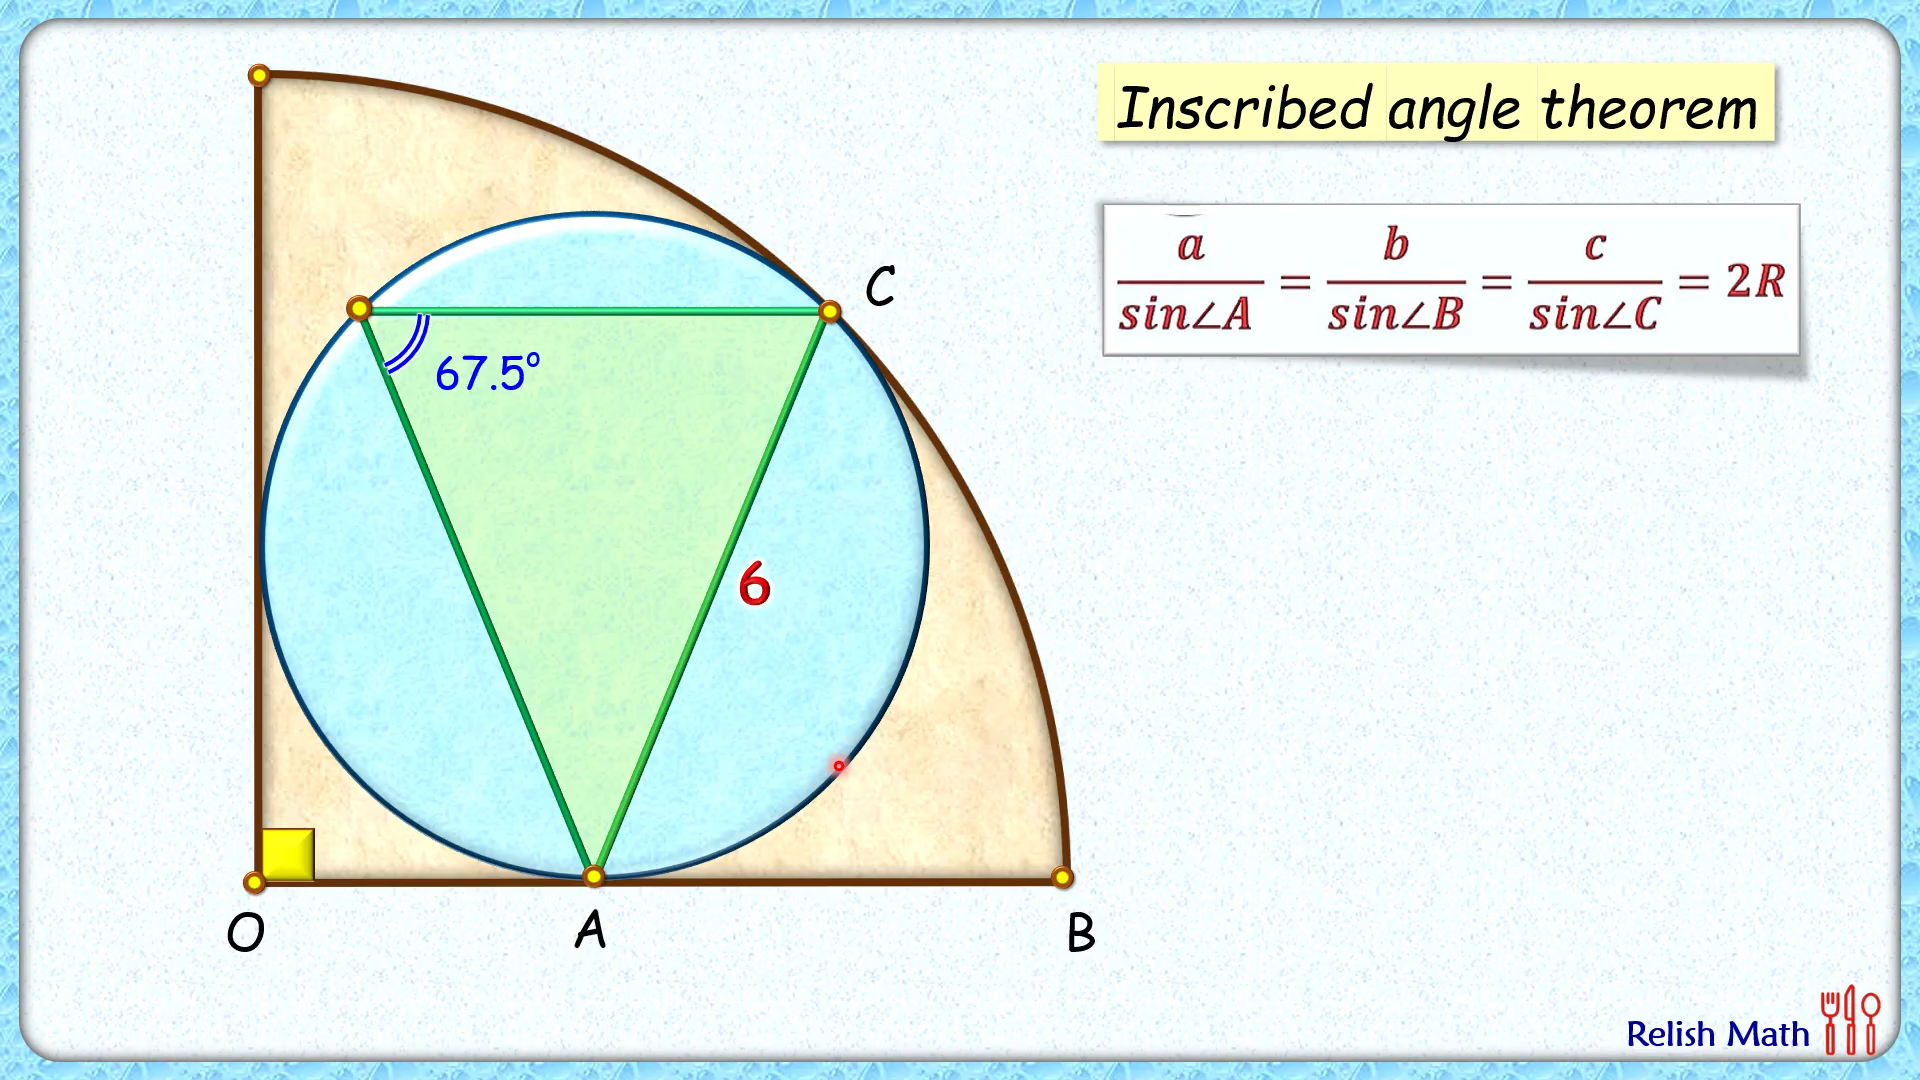 Inscribed angle theorem
a/sin∠A = b/sin∠B = c/sin∠C = 2R
C
67.5°
6
O
A
B
Relish Math